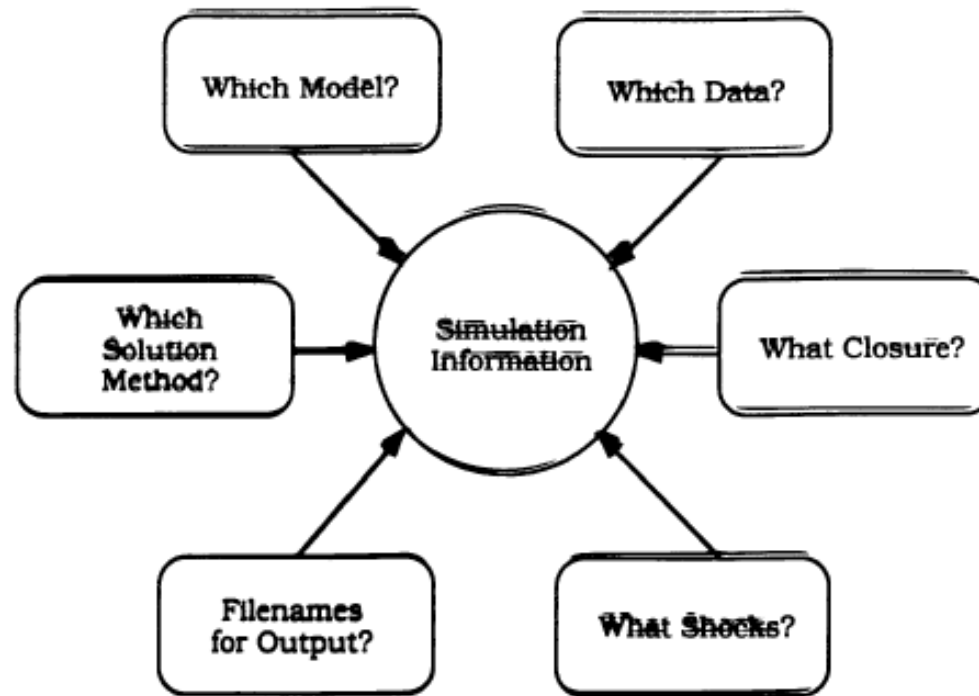 Which Model?
Which Data?
Which
Solution
Method?
Simulation
Information
What Closure?
Filenames
for Output?
What Shocks?